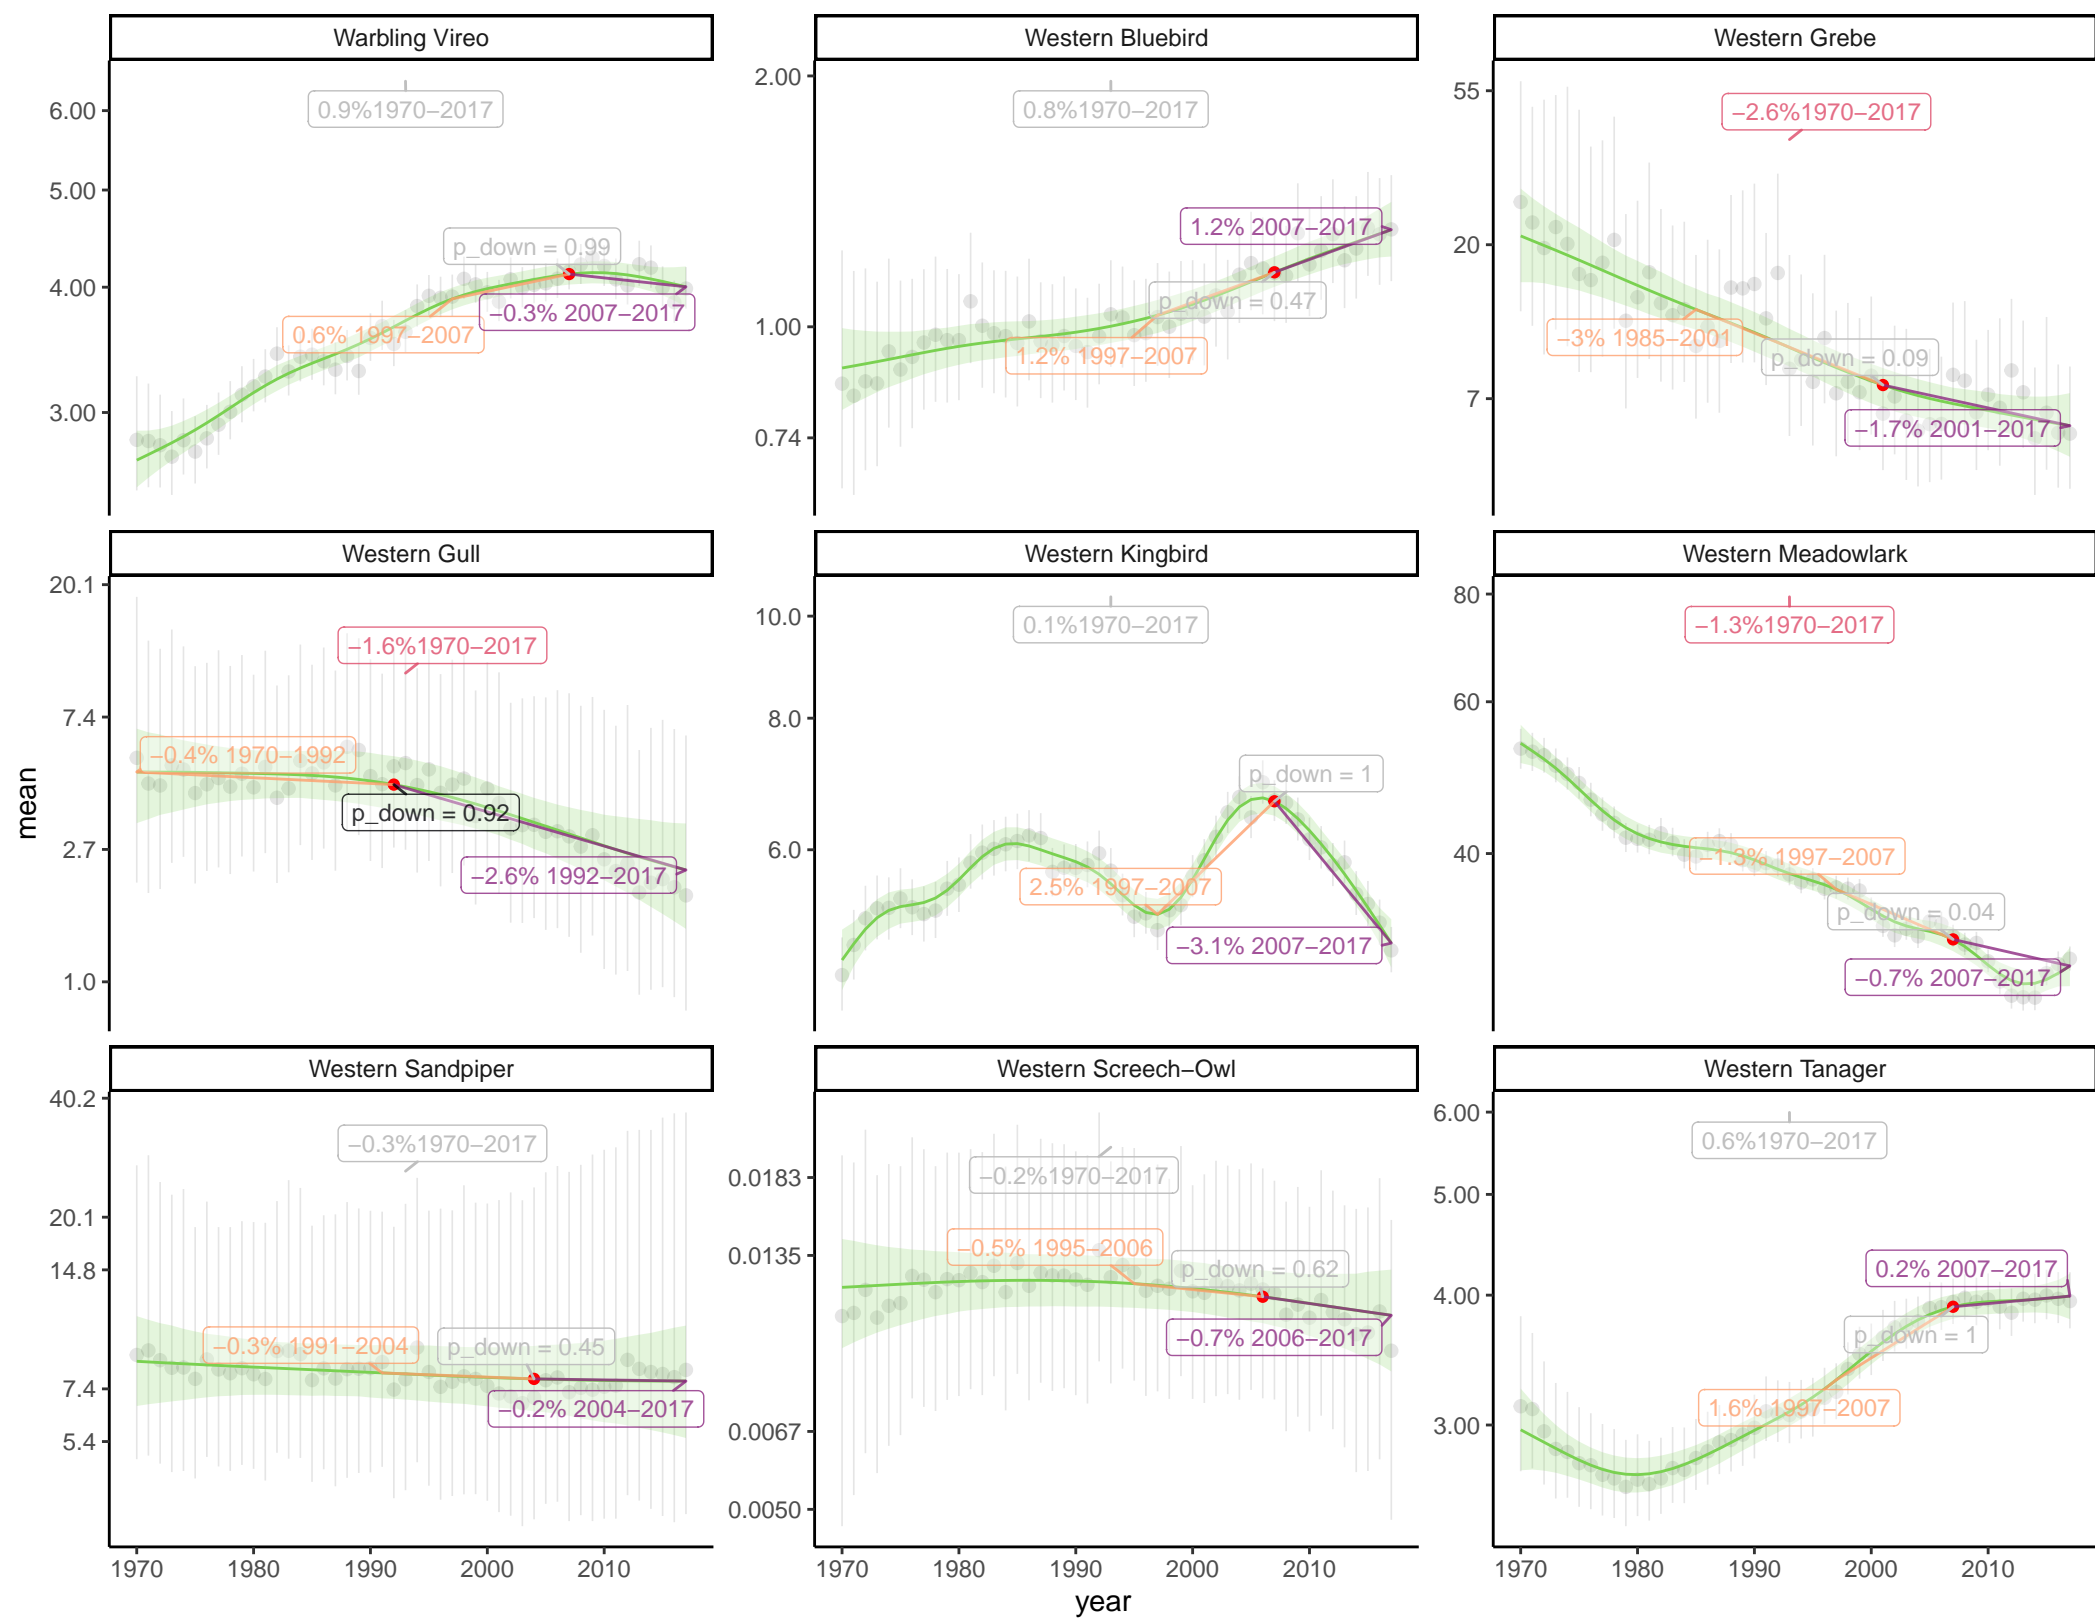 Warbling Vireo
6.00
5.00
4.00
3.00
0.9%1970–2017
p_down = 0.99
0.6% 1997–2007
−0.3% 2007–2017
Western Bluebird
2.00
1.00
0.74
0.8%1970–2017
1.2% 2007–2017
p_down = 0.47
1.2% 1997–2007
Western Grebe
55
20
7
−2.6%1970–2017
−3% 1985–2001
p_down = 0.09
−1.7% 2001–2017
mean
Western Gull
20.1
7.4
2.7
1.0
−1.6%1970–2017
−0.4% 1970–1992
p_down = 0.92
−2.6% 1992–2017
Western Kingbird
10.0
8.0
6.0
0.1%1970–2017
p_down = 1
2.5% 1997–2007
−3.1% 2007–2017
Western Meadowlark
80
60
40
−1.3%1970–2017
−1.3% 1997–2007
p_down = 0.04
−0.7% 2007–2017
Western Sandpiper
40.2
20.1
14.8
7.4
5.4
−0.3%1970–2017
−0.3% 1991–2004
p_down = 0.45
−0.2% 2004–2017
1970 1980 1990 2000 2010
Western Screech−Owl
0.0183
0.0135
0.0067
0.0050
−0.2%1970–2017
−0.5% 1995–2006
p_down = 0.62
−0.7% 2006–2017
1970 1980 1990 2000 2010
Western Tanager
6.00
5.00
4.00
3.00
0.6%1970–2017
0.2% 2007–2017
p_down = 1
1.6% 1997–2007
1970 1980 1990 2000 2010
year